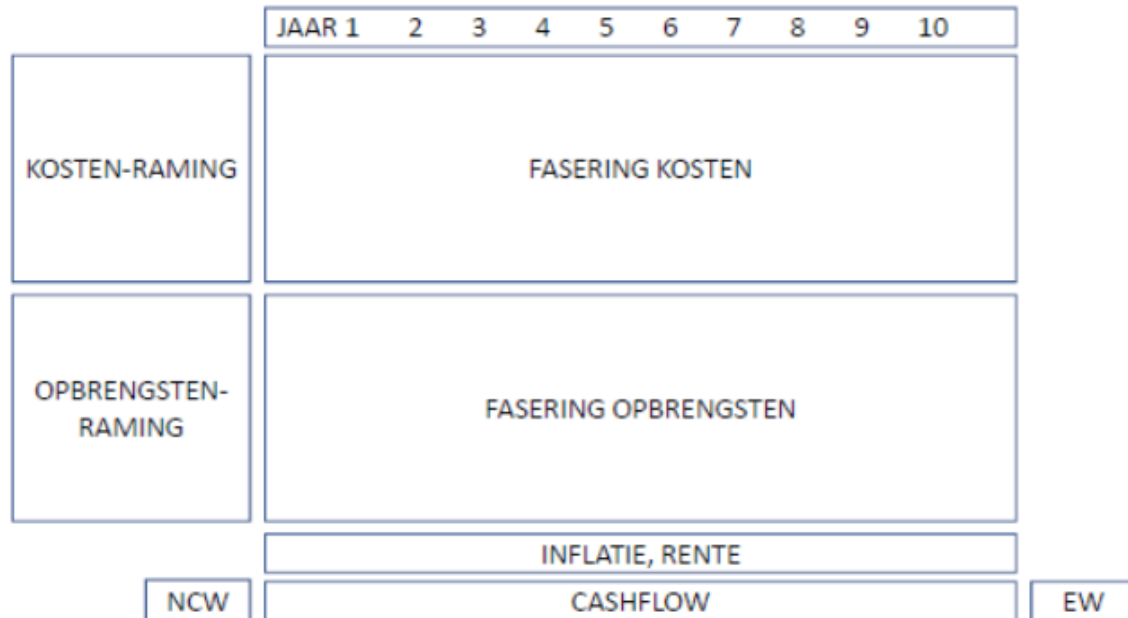 JAAR 1 2 3 4 5 6 7 8 9 10
KOSTEN-RAMING
FASERING KOSTEN
OPBRENGSTEN-
RAMING
FASERING OPBRENGSTEN
INFLATIE, RENTE
NCW
CASHFLOW
EW